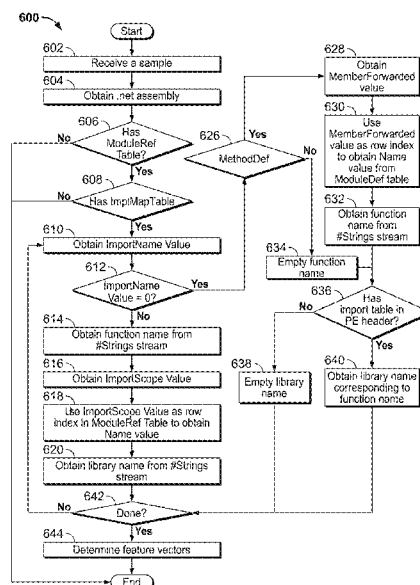 600
Start
602
Receive a sample
604
Obtain .net assembly
606
Has
ModuleRef
Table?
No
Yes
608
Has ImplMapTable
No
Yes
610
Obtain ImportName Value
612
ImportName
Value = 0?
Yes
No
614
Obtain function name from
#Strings stream
616
Obtain ImportScope Value
618
Use ImportScope Value as row
index in ModuleRef Table to obtain
Name value
620
Obtain library name from #Strings
stream
642
Done?
No
Yes
644
Determine feature vectors
End
626
MethodDef
Yes
No
628
Obtain
MemberForwarded
value
630
Use
MemberForwarded
value as row index
to obtain Name
value from
ModuleDef table
632
Obtain function
name from
#Strings stream
634
Empty function
name
636
Has
import table in
PE header?
No
Yes
638
Empty library
name
640
Obtain library name
corresponding to
function name